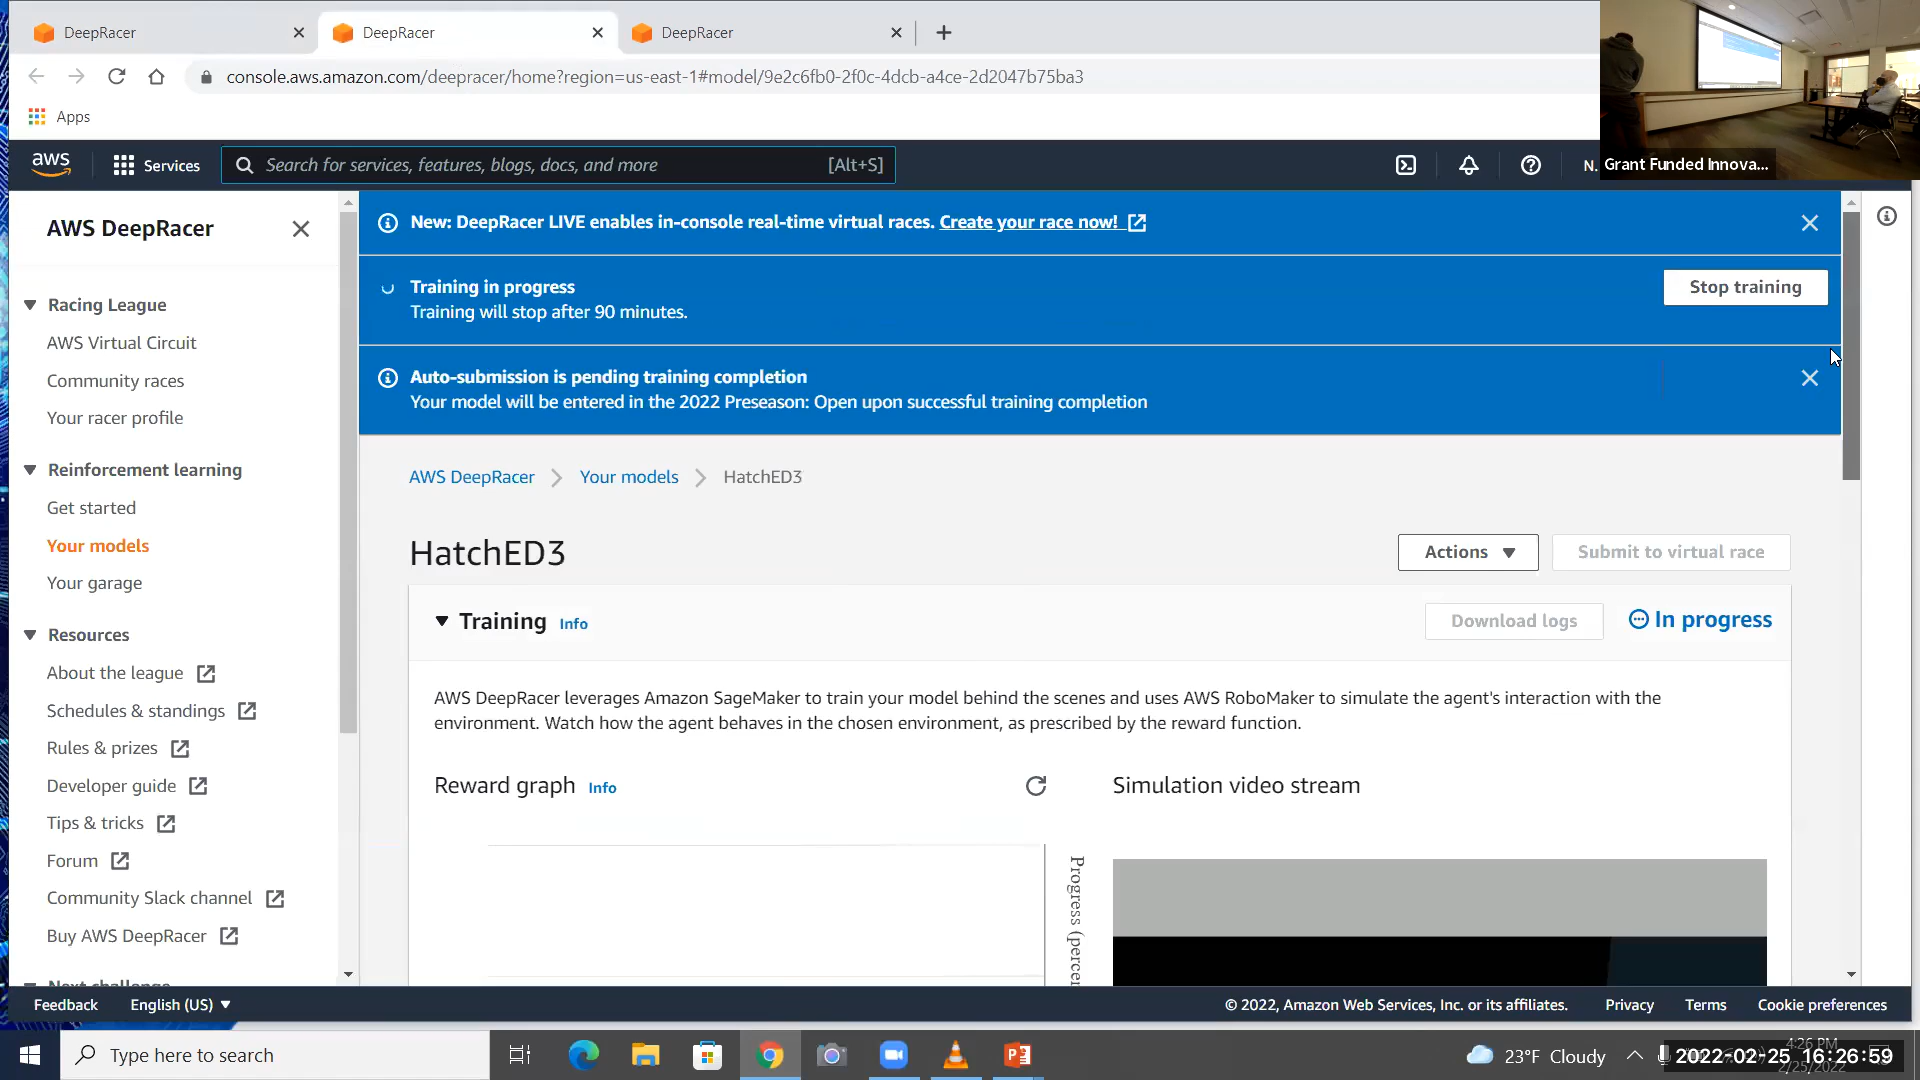 DeepRacer
DeepRacer
DeepRacer
console.aws.amazon.com/deepracer/home?region=us-east-1#model/9e2c6fb0-2f0c-4dcb-a4ce-2d2047b75ba3
Apps
aws
Services
Search for services, features, blogs, docs, and more
[Alt+S]
N.
Grant Funded Innova...
AWS DeepRacer
Racing League
AWS Virtual Circuit
Community races
Your racer profile
Reinforcement learning
Get started
Your models
Your garage
Resources
About the league
Schedules & standings
Rules & prizes
Developer guide
Tips & tricks
Forum
Community Slack channel
Buy AWS DeepRacer
Next challenge
New: DeepRacer LIVE enables in-console real-time virtual races. Create your race now!
Training in progress
Training will stop after 90 minutes.
Stop training
Auto-submission is pending training completion
Your model will be entered in the 2022 Preseason: Open upon successful training completion
AWS DeepRacer
Your models
HatchED3
HatchED3
Actions
Submit to virtual race
Training Info
Download logs
In progress
AWS DeepRacer leverages Amazon SageMaker to train your model behind the scenes and uses AWS RoboMaker to simulate the agent's interaction with the
environment. Watch how the agent behaves in the chosen environment, as prescribed by the reward function.
Reward graph Info
Simulation video stream
Progress (percen
Feedback
English (US)
© 2022, Amazon Web Services, Inc. or its affiliates.
Privacy
Terms
Cookie preferences
Type here to search
23°F Cloudy
4:26 PM
2/25/2022
2022-02-25 16:26:59